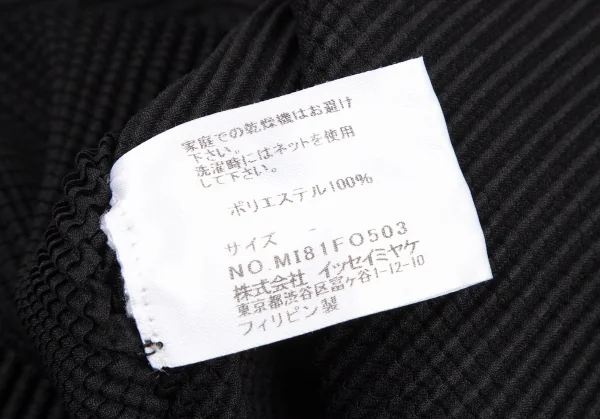 家庭での乾燥機はお避け
下さい。
洗濯時にはネットを使用
して下さい。
ポリエステル100%
サイズ -
NO.MI81FO503
株式会社 イッセイミヤケ
東京都渋谷区富ケ谷1-12-10
フィリピン製